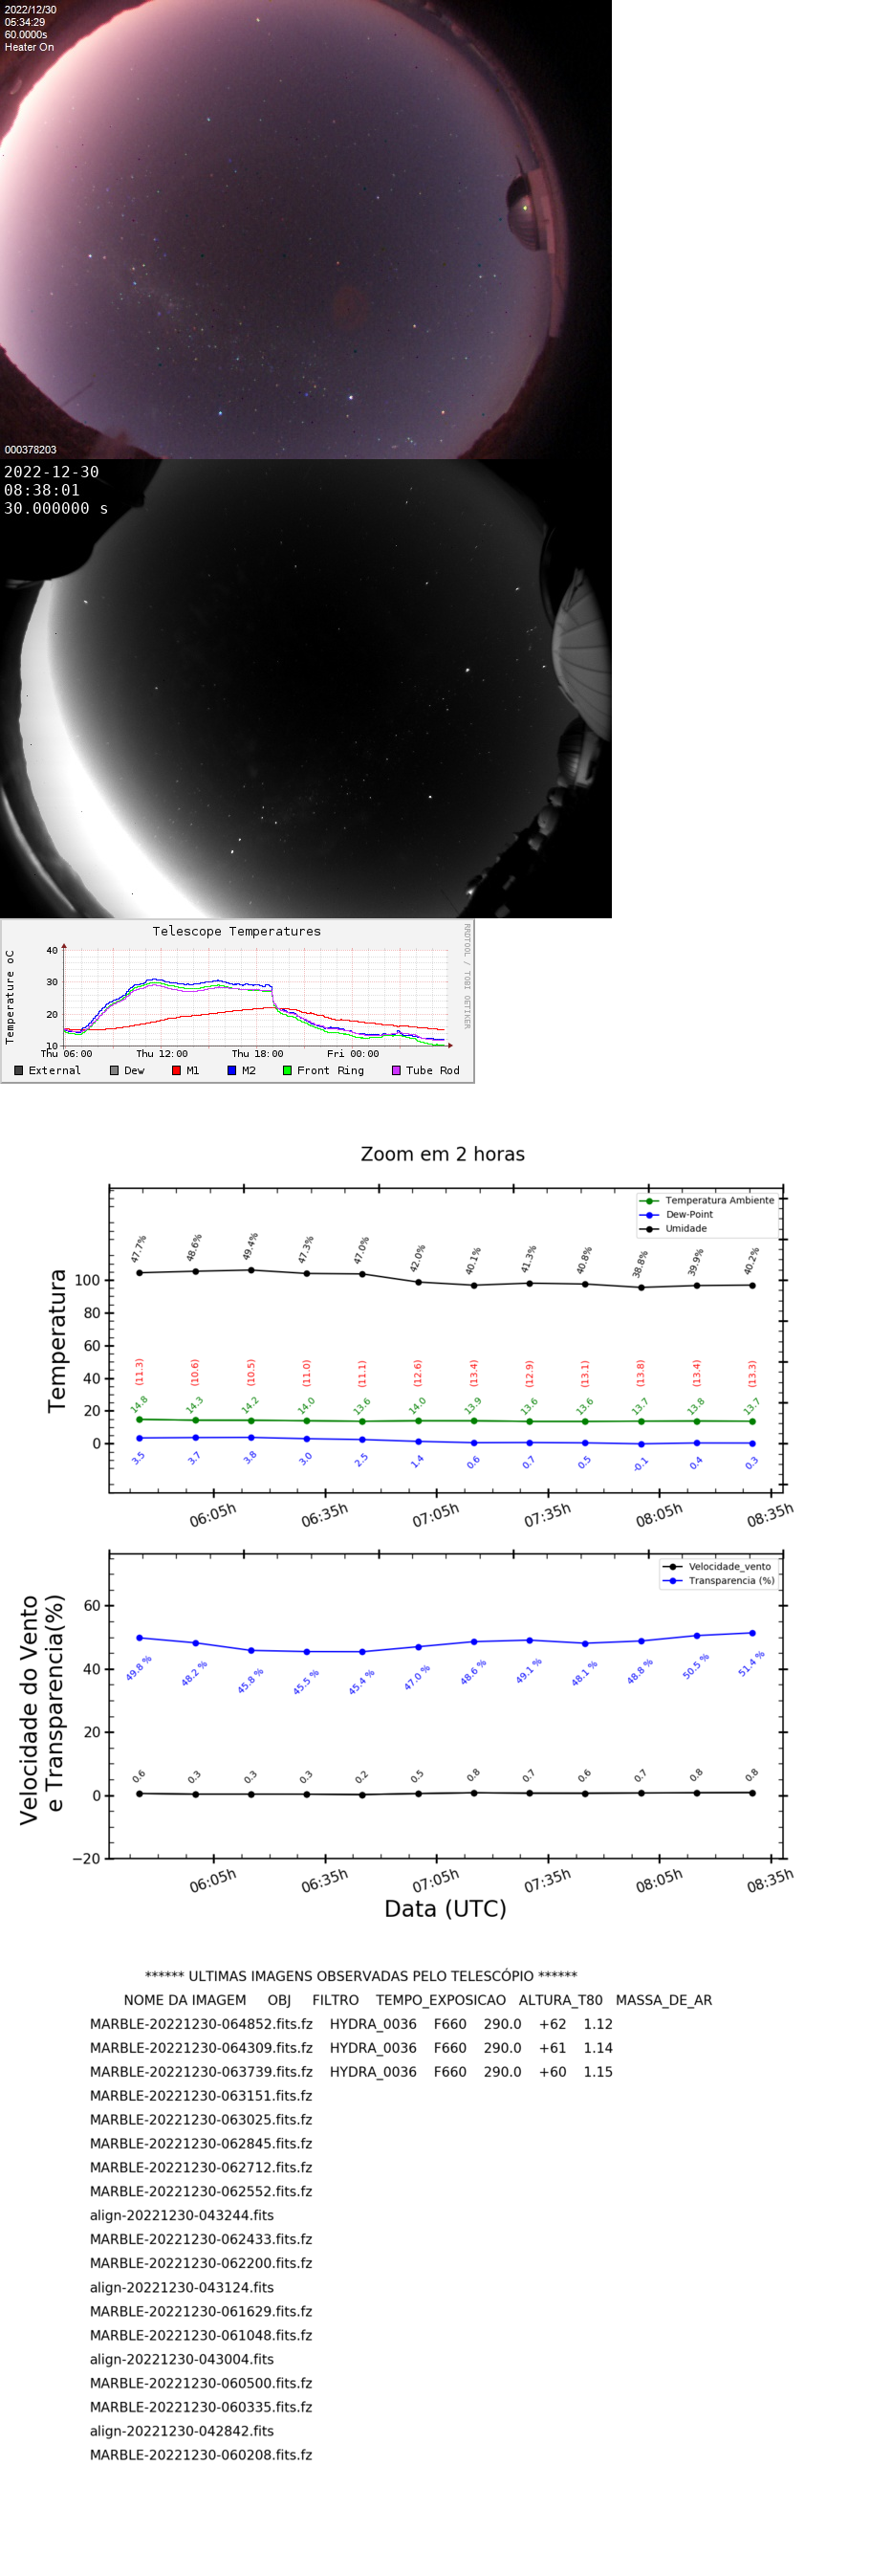 2022/12/30
05:34:29
60.0000s
Heater On
000378203
2022-12-30
08:38:01
30.000000 s
Telescope Temperatures
RRDTOOL / TOBI OETIKER
Temperature oC
40
30
20
10
Thu 06:00 Thu 12:00 Thu 18:00 Fri 00:00
External Dew M1 M2 Front Ring Tube Rod
Zoom em 2 horas
Temperatura Ambiente
Dew-Point
Umidade
47.7% 48.6% 49.4% 47.3% 47.0% 42.0% 40.1% 41.3% 40.8% 38.8% 39.9% 40.2%
Temperatura
100
80
60
40
20
0
(11.3) (10.6) (10.5) (11.0) (11.1) (12.6) (13.4) (12.9) (13.1) (13.8) (13.4) (13.3)
14.8 14.3 14.2 14.0 13.6 14.0 13.9 13.6 13.6 13.7 13.8 13.7
3.5 3.7 3.8 3.0 2.5 1.4 0.6 0.7 0.5 -0.1 0.4 0.3
06:05h 06:35h 07:05h 07:35h 08:05h 08:35h
Velocidade_vento
Transparencia (%)
Velocidade do Vento
e Transparencia(%)
60
40
20
0
−20
49.8 % 48.2 % 45.8 % 45.5 % 45.4 % 47.0 % 48.6 % 49.1 % 48.1 % 48.8 % 50.5 % 51.4 %
0.6 0.3 0.3 0.3 0.2 0.5 0.8 0.7 0.6 0.7 0.8 0.8
06:05h 06:35h 07:05h 07:35h 08:05h 08:35h
Data (UTC)
****** ULTIMAS IMAGENS OBSERVADAS PELO TELESCÓPIO ******
NOME DA IMAGEM OBJ FILTRO TEMPO_EXPOSICAO ALTURA_T80 MASSA_DE_AR
MARBLE-20221230-064852.fits.fz HYDRA_0036 F660 290.0 +62 1.12
MARBLE-20221230-064309.fits.fz HYDRA_0036 F660 290.0 +61 1.14
MARBLE-20221230-063739.fits.fz HYDRA_0036 F660 290.0 +60 1.15
MARBLE-20221230-063151.fits.fz
MARBLE-20221230-063025.fits.fz
MARBLE-20221230-062845.fits.fz
MARBLE-20221230-062712.fits.fz
MARBLE-20221230-062552.fits.fz
align-20221230-043244.fits
MARBLE-20221230-062433.fits.fz
MARBLE-20221230-062200.fits.fz
align-20221230-043124.fits
MARBLE-20221230-061629.fits.fz
MARBLE-20221230-061048.fits.fz
align-20221230-043004.fits
MARBLE-20221230-060500.fits.fz
MARBLE-20221230-060335.fits.fz
align-20221230-042842.fits
MARBLE-20221230-060208.fits.fz